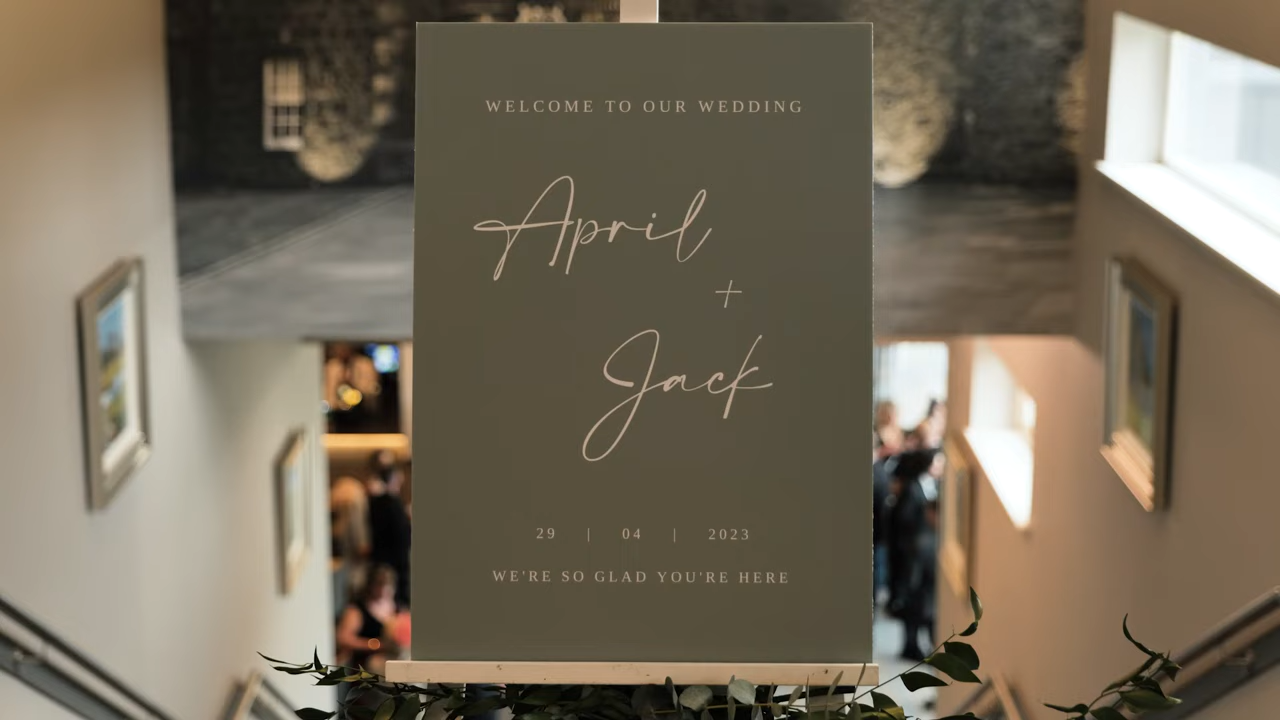 WELCOME TO OUR WEDDING
April
+
Jack
29 | 04 | 2023
WE'RE SO GLAD YOU'RE HERE